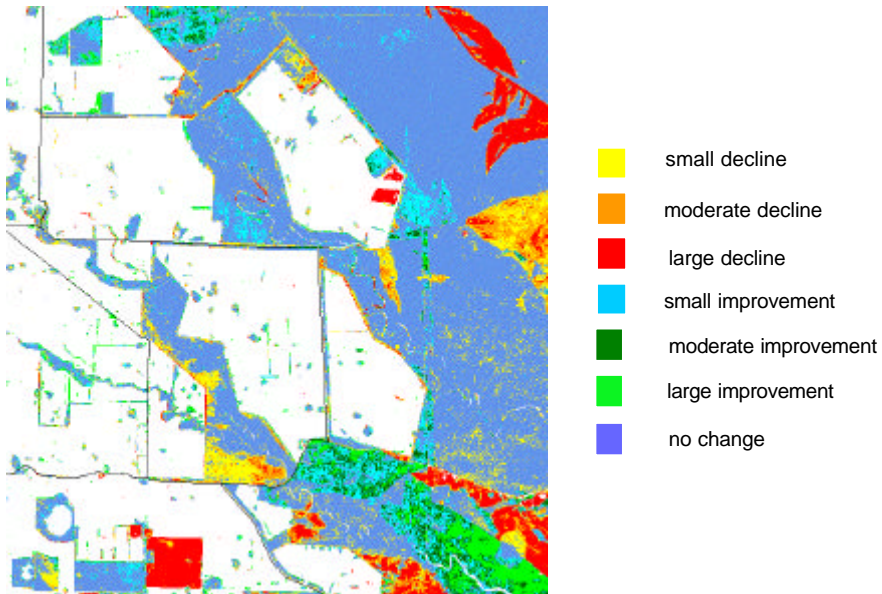 small decline
moderate decline
large decline
small improvement
moderate improvement
large improvement
no change